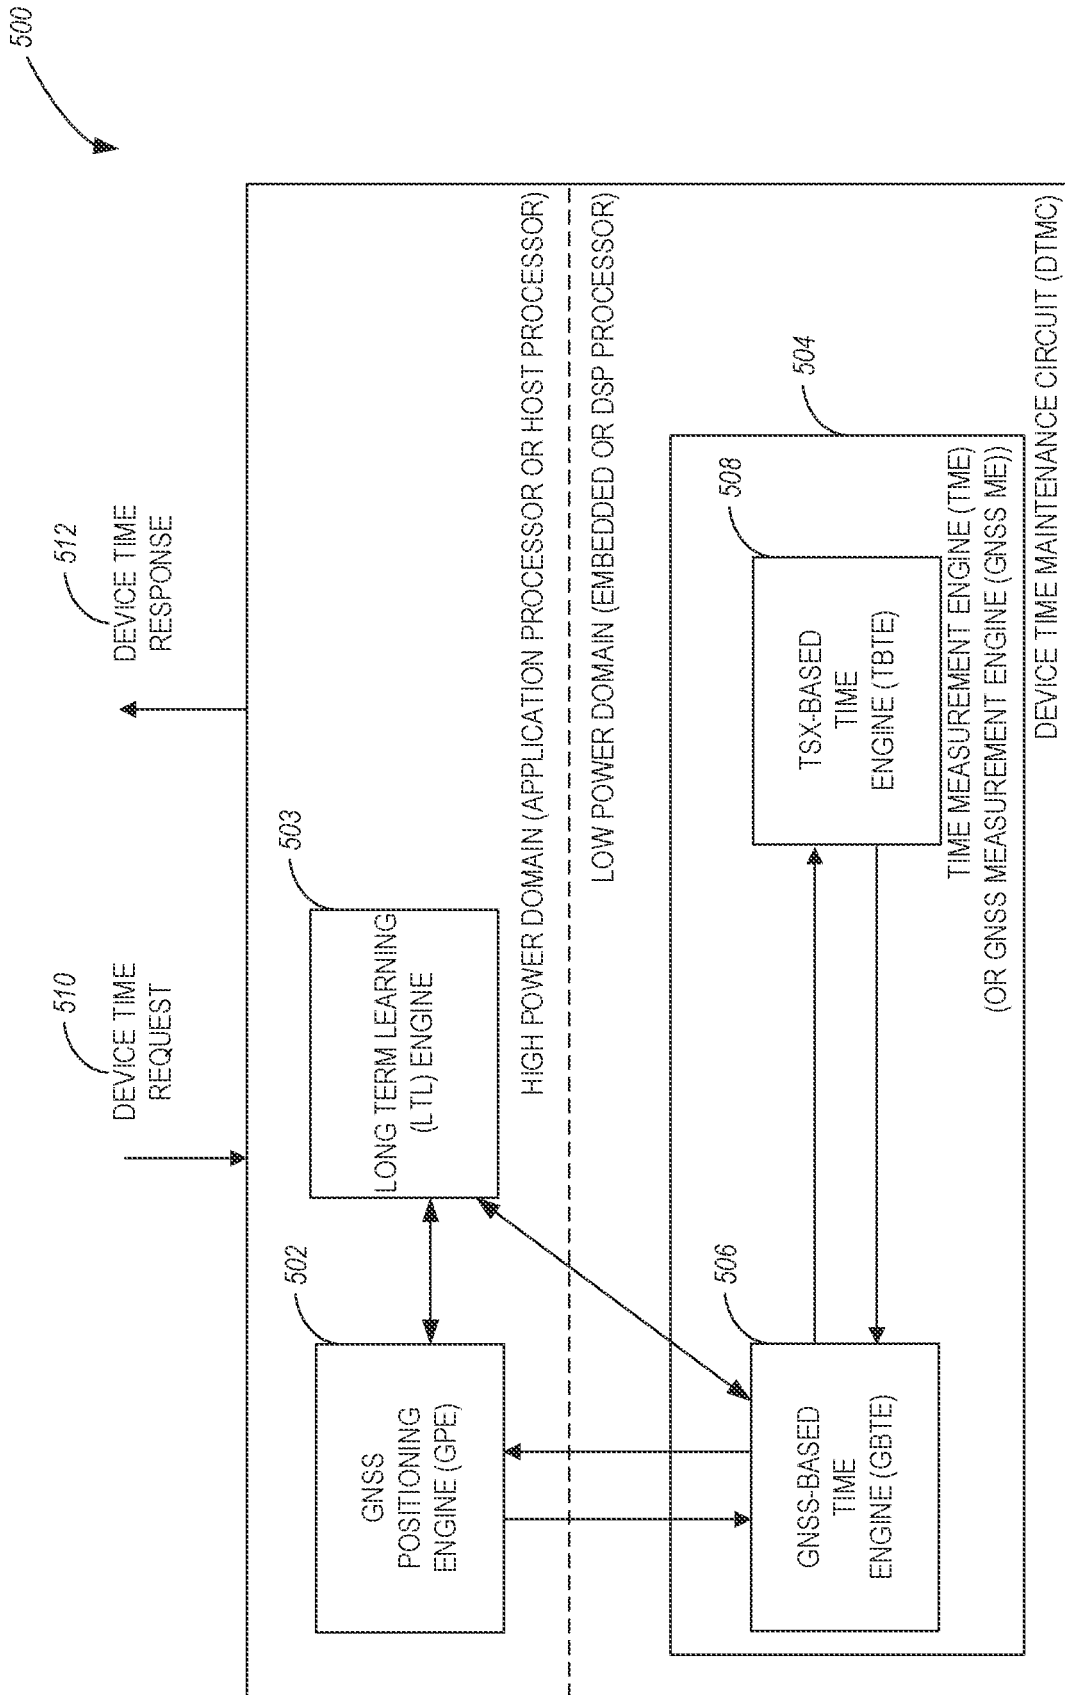 500
510
DEVICE TIME
REQUEST
512
DEVICE TIME
RESPONSE
502
GNSS
POSITIONING
ENGINE (GPE)
503
LONG TERM LEARNING
(LTL) ENGINE
HIGH POWER DOMAIN (APPLICATION PROCESSOR OR HOST PROCESSOR)
LOW POWER DOMAIN (EMBEDDED OR DSP PROCESSOR)
504
506
GNSS-BASED
TIME
ENGINE (GBTE)
508
TSX-BASED
TIME
ENGINE (TBTE)
TIME MEASUREMENT ENGINE (TME)
(OR GNSS MEASUREMENT ENGINE (GNSS ME))
DEVICE TIME MAINTENANCE CIRCUIT (DTMC)